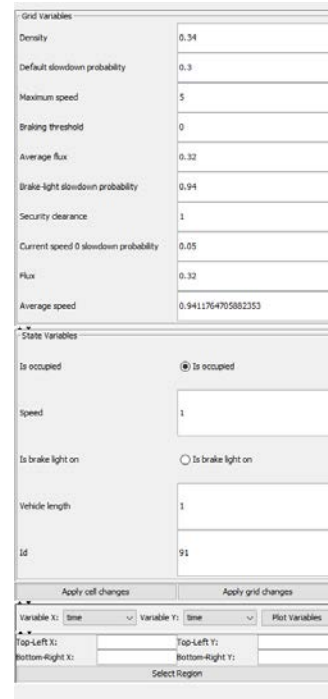 Grid Variables
Density 0.34
Default slowdown probability 0.3
Maximum speed 5
Braking threshold 0
Average flux 0.32
Brake-light slowdown probability 0.94
Security clearance 1
Current speed 0 slowdown probability 0.05
Flux 0.32
Average speed 0.9411764705882353
State Variables
Is occupied Is occupied
Speed 1
Is brake light on Is brake light on
Vehicle length 1
Id 91
Apply cell changes Apply grid changes
Variable X: time Variable Y: time Plot Variables
Top-Left X: Top-Left Y:
Bottom-Right X: Bottom-Right Y:
Select Region